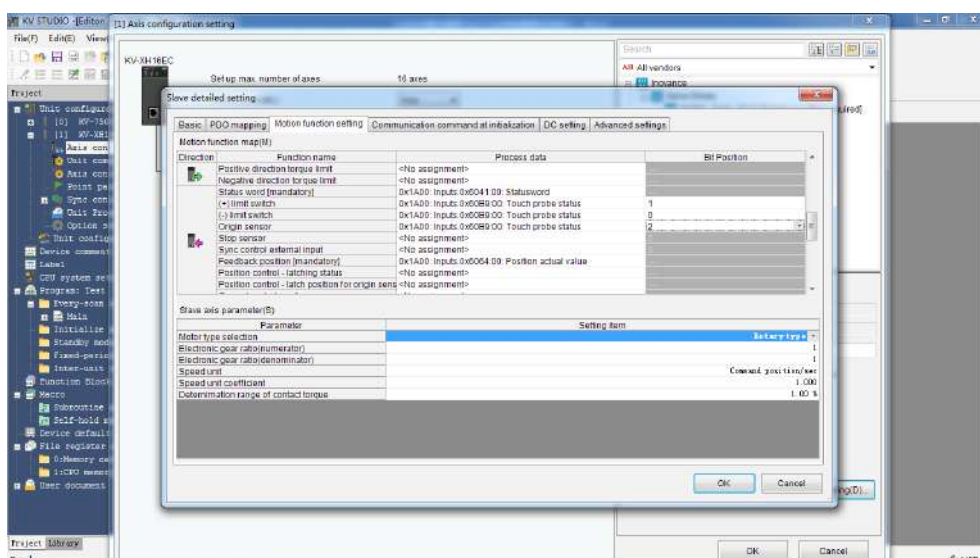 KV STUDIO -[Editor
[1] Axis configuration setting
File(F) Edit(E) View
KV-XH16EC
Setup max. number of axes
16 axes
Search
All All vendors
Inovance
Project
Unit configur
[0] KV-750
[1] KV-XH1
Axis con
Unit com
Axis con
Point pa
Sync con
Unit Pro
Option s
Unit config
Device comment
Label
CPU system set
Program: Test
Every-scan
Main
Initialize
Standby mod
Fixed-perio
Inter-unit
Function Block
Macro
Subroutine
Self-hold m
Device default
File register
0:Memory ca
1:CPU memor
User document
Project Library
Slave detailed setting
Basic PDO mapping Motion function setting Communication command at initialization DC setting Advanced settings
Motion function map(M)
Direction Function name Process data Bit Position
Positive direction torque limit <No assignment>
Negative direction torque limit <No assignment>
Status word [mandatory] 0x1A00: Inputs.0x6041:00: Statusword
(+) limit switch 0x1A00: Inputs.0x60B9:00: Touch probe status 1
(-) limit switch 0x1A00: Inputs.0x60B9:00: Touch probe status 0
Origin sensor 0x1A00: Inputs.0x60B9:00: Touch probe status 2
Stop sensor <No assignment>
Sync control external input <No assignment>
Feedback position [mandatory] 0x1A00: Inputs.0x6064:00: Position actual value
Position control - latching status <No assignment>
Position control - latch position for origin sens <No assignment>
Slave axis parameter(S)
Parameter Setting item
Motor type selection Rotary type
Electronic gear ratio(numerator) 1
Electronic gear ratio(denominator) 1
Speed unit Command position/sec
Speed unit coefficient 1.000
Determination range of contact torque 1.00 %
OK Cancel
ng(D)...
OK Cancel